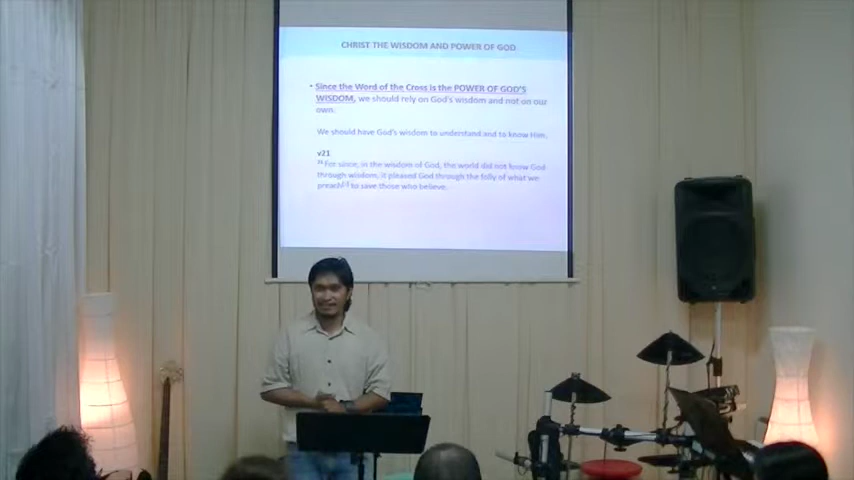 CHRIST THE WISDOM AND POWER OF GOD
• Since the Word of the Cross is the POWER OF GOD'S
WISDOM, we should rely on God's wisdom and not on our
own.
We should have God's wisdom to understand and to know Him.
v21
21 For since, in the wisdom of God, the world did not know God
through wisdom, it pleased God through the folly of what we
preach to save those who believe.